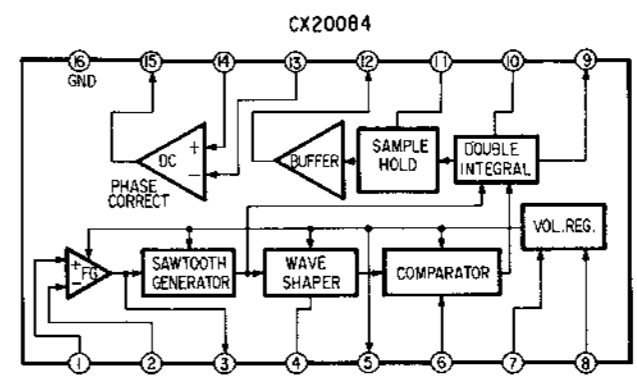 CX20084
16 15 14 13 12 11 10 9
GND
+
DC
−
PHASE
CORRECT
BUFFER
SAMPLE
HOLD
DOUBLE
INTEGRAL
VOL.REG.
+
FG
−
SAWTOOTH
GENERATOR
WAVE
SHAPER
COMPARATOR
1 2 3 4 5 6 7 8